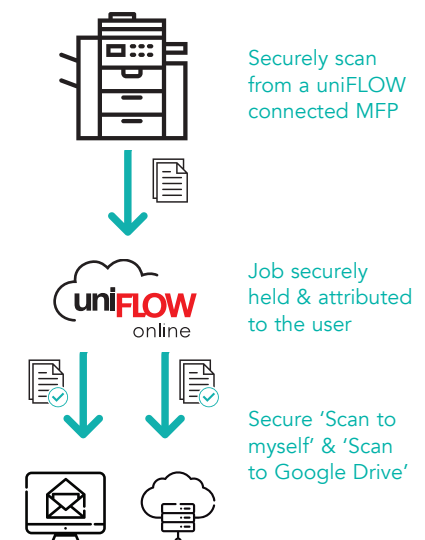 Securely scan
from a uniFLOW
connected MFP
uniFLOW
online
Job securely
held & attributed
to the user
Secure ‘Scan to
myself’ & ‘Scan
to Google Drive’